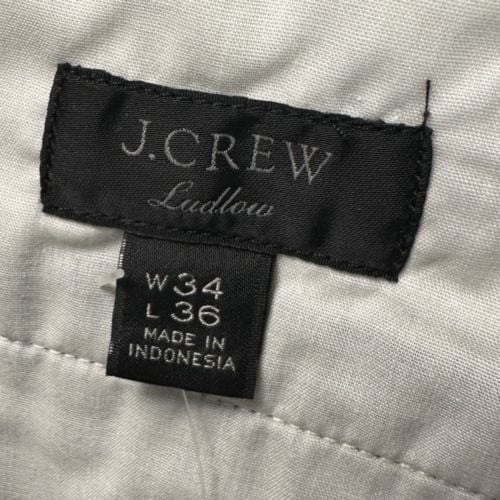 J.CREW
Ludlow
W 34
L 36
MADE IN
INDONESIA